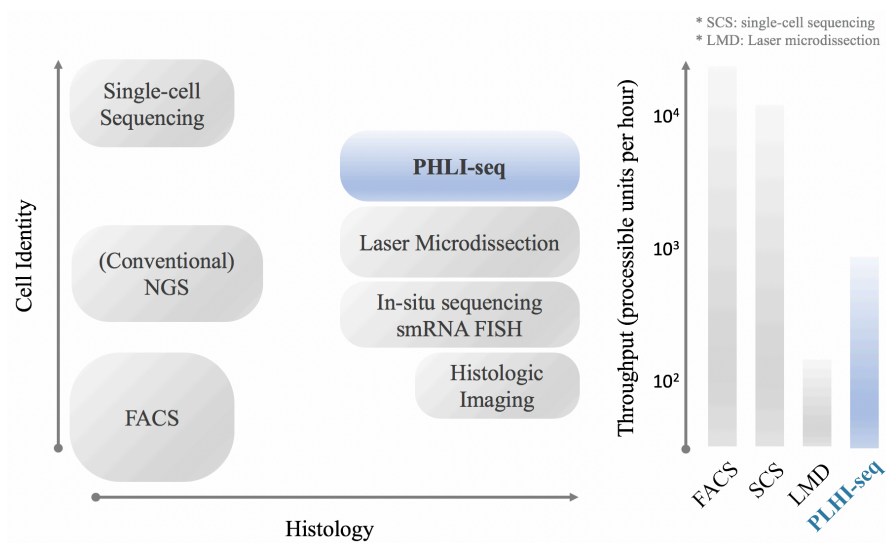 * SCS: single-cell sequencing
* LMD: Laser microdissection
Single-cell
Sequencing
(Conventional)
NGS
FACS
PHLI-seq
Laser Microdissection
In-situ sequencing
smRNA FISH
Histologic
Imaging
Cell Identity
Histology
Throughput (processible units per hour)
10⁴
10³
10²
FACS
SCS
LMD
PLHI-seq